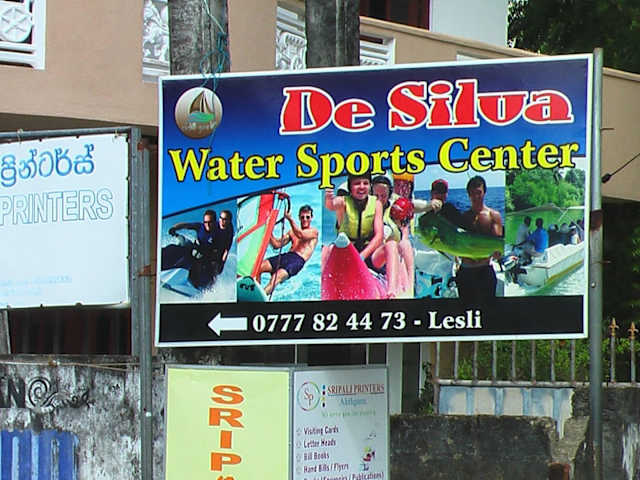 De Silva
Water Sports Center
0777 82 44 73 - Lesli
ප්‍රින්ටර්ස්
PRINTERS
SRIP
SP
SRIPALI PRINTERS
Visiting Cards
Letter Heads
Bill Books
Hand Bills / Flyers